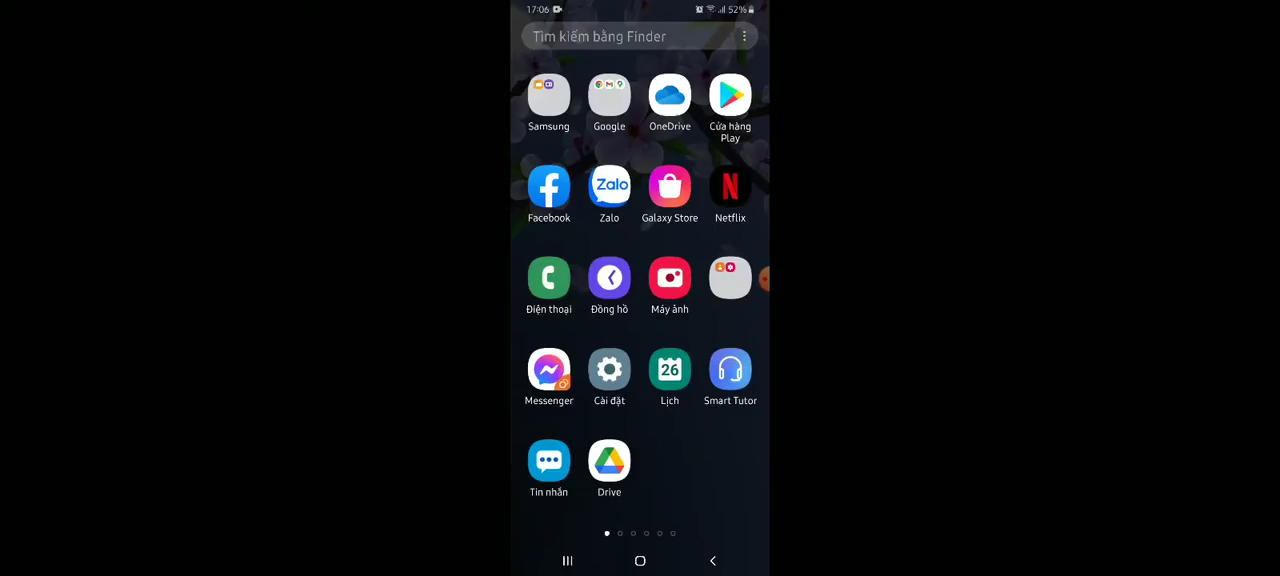 17:06
52%
Tìm kiếm bằng Finder
Samsung
Google
OneDrive
Cửa hàng
Play
Facebook
Zalo
Zalo
Galaxy Store
Netflix
Điện thoại
Đồng hồ
Máy ảnh
26
Messenger
Cài đặt
Lịch
Smart Tutor
Tin nhắn
Drive